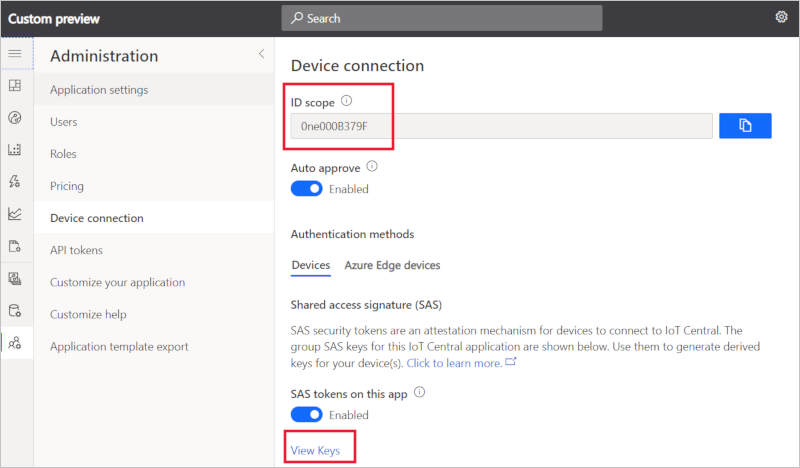 Custom preview
Search
Administration
Application settings
Users
Roles
Pricing
Device connection
API tokens
Customize your application
Customize help
Application template export
Device connection
ID scope
0ne000B379F
Auto approve
Enabled
Authentication methods
Devices Azure Edge devices
Shared access signature (SAS)
SAS security tokens are an attestation mechanism for devices to connect to IoT Central. The
group SAS keys for this IoT Central application are shown below. Use them to generate derived
keys for your device(s). Click to learn more.
SAS tokens on this app
Enabled
View Keys